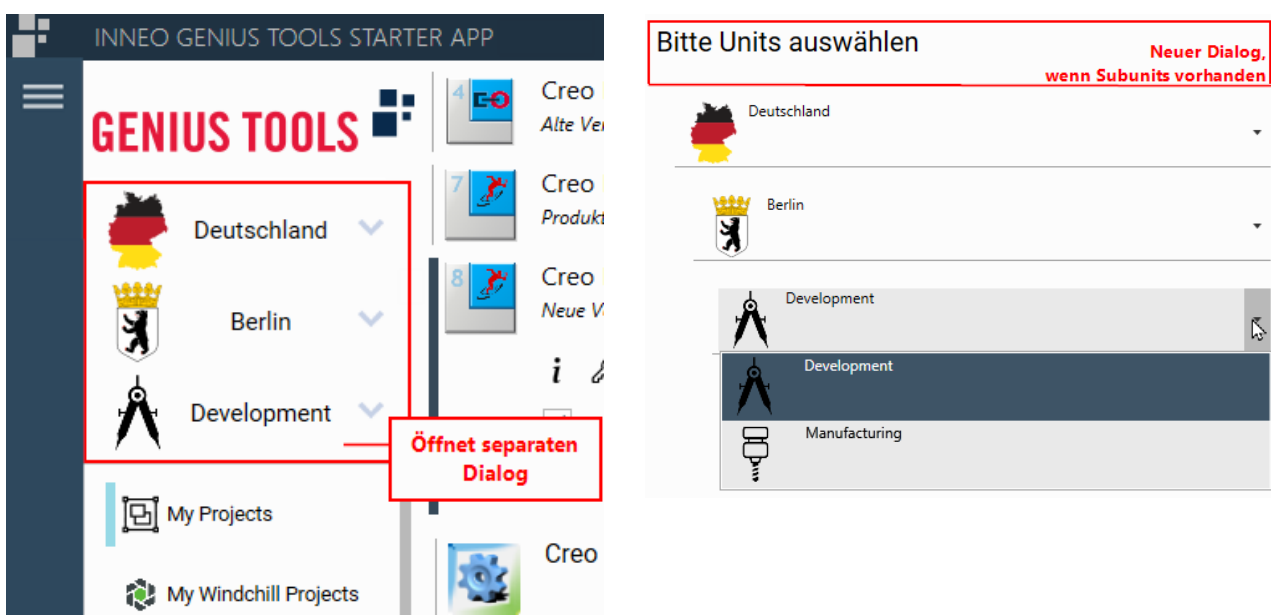 INNEO GENIUS TOOLS STARTER APP
GENIUS TOOLS
Deutschland
Berlin
Development
Öffnet separaten
Dialog
My Projects
My Windchill Projects
4
Creo
Alte
7
Creo
8
Creo
Neue
i
Creo
Bitte Units auswählen
Neuer Dialog,
wenn Subunits vorhanden
Deutschland
Berlin
Development
Development
Manufacturing